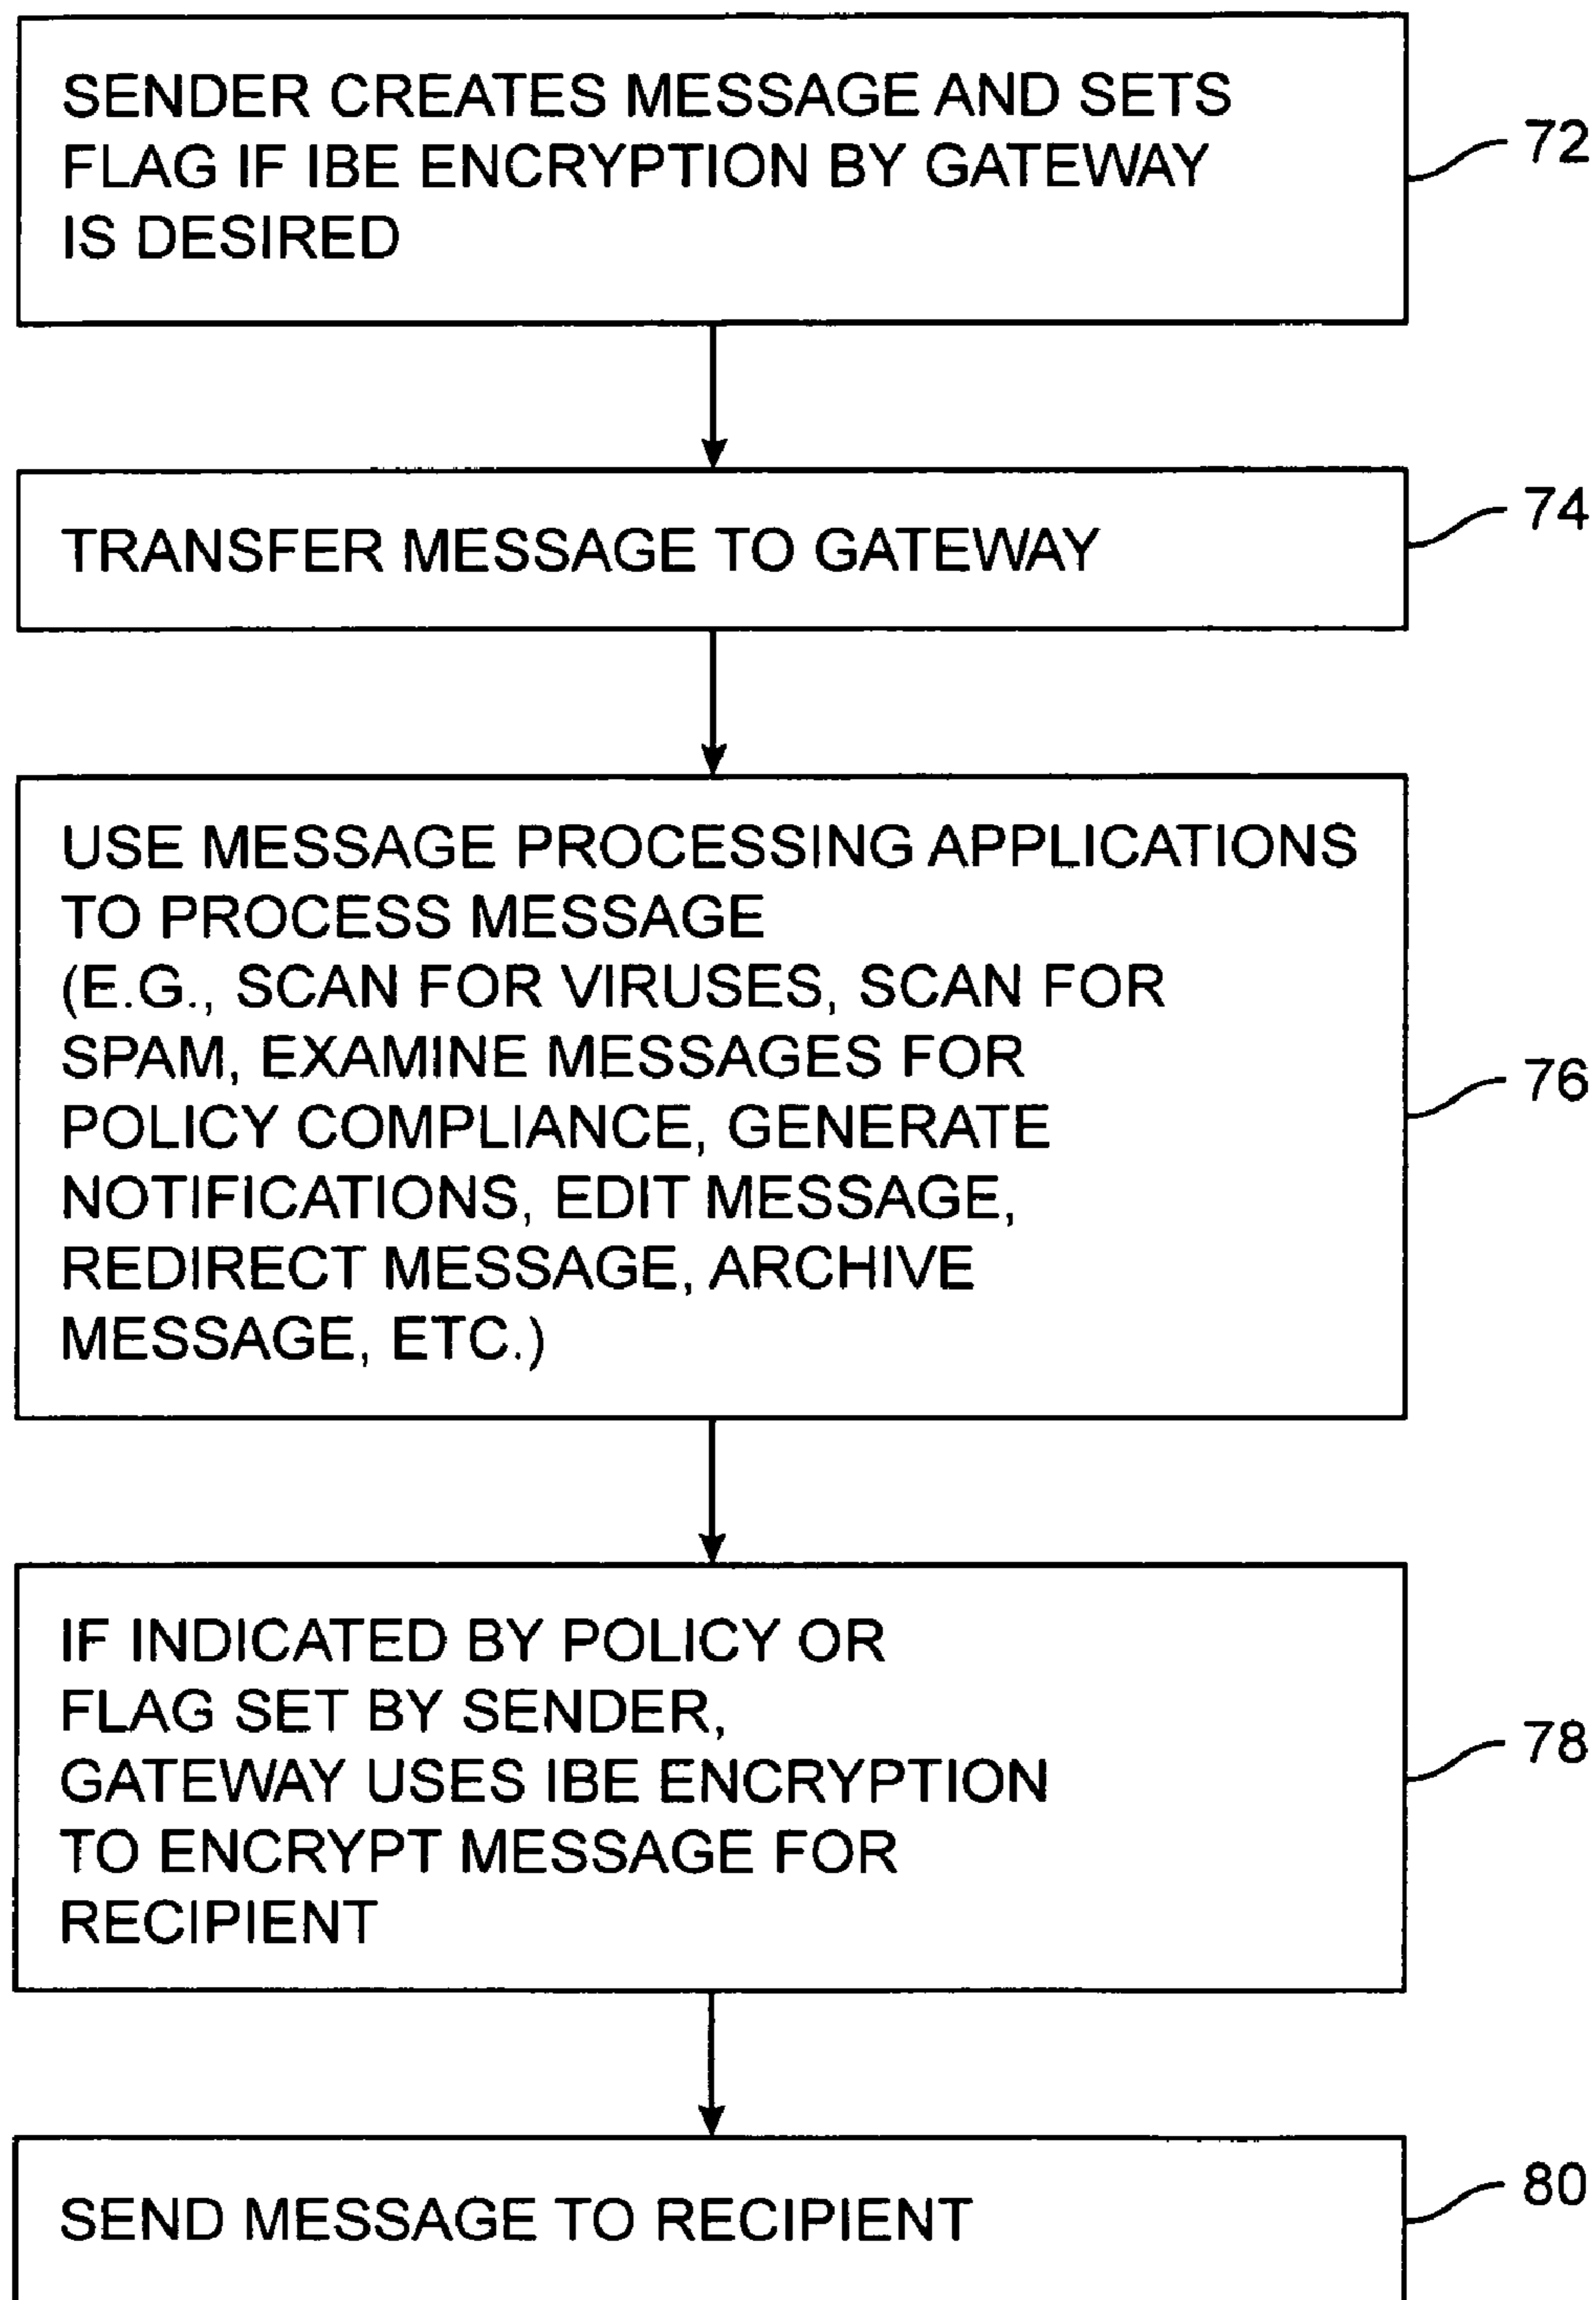 SENDER CREATES MESSAGE AND SETS
FLAG IF IBE ENCRYPTION BY GATEWAY
IS DESIRED
72
TRANSFER MESSAGE TO GATEWAY
74
USE MESSAGE PROCESSING APPLICATIONS
TO PROCESS MESSAGE
(E.G., SCAN FOR VIRUSES, SCAN FOR
SPAM, EXAMINE MESSAGES FOR
POLICY COMPLIANCE, GENERATE
NOTIFICATIONS, EDIT MESSAGE,
REDIRECT MESSAGE, ARCHIVE
MESSAGE, ETC.)
76
IF INDICATED BY POLICY OR
FLAG SET BY SENDER,
GATEWAY USES IBE ENCRYPTION
TO ENCRYPT MESSAGE FOR
RECIPIENT
78
SEND MESSAGE TO RECIPIENT
80